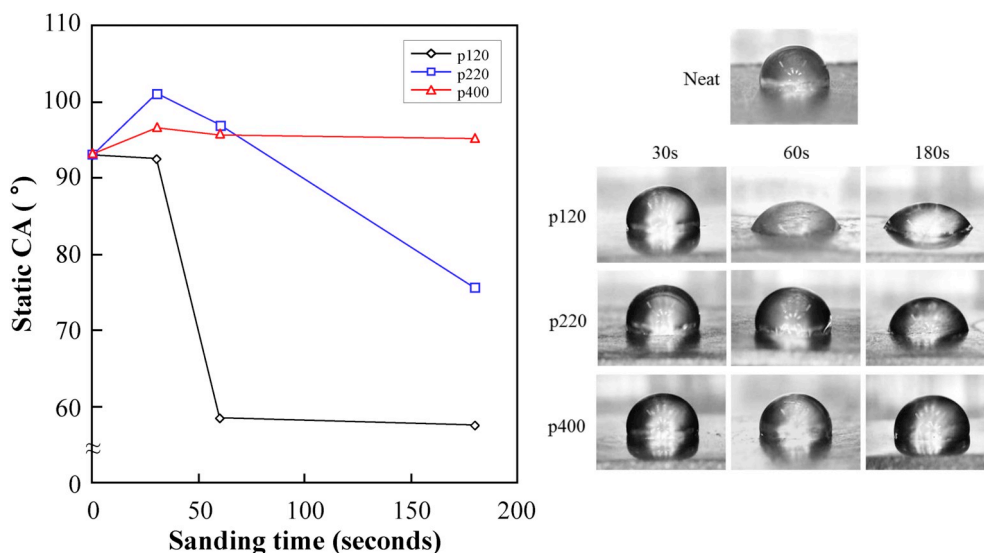 110
100
90
80
70
60
0
0
50
100
150
200
Static CA ( ° )
Sanding time (seconds)
p120
p220
p400
Neat
30s
60s
180s
p120
p220
p400